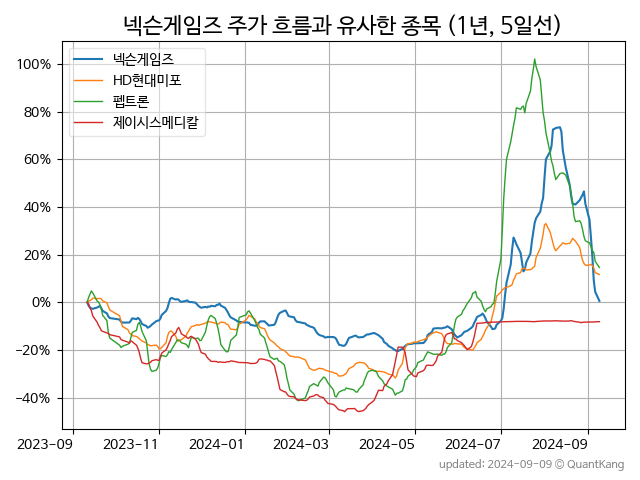 넥슨게임즈 주가 흐름과 유사한 종목 (1년, 5일선)
넥슨게임즈
HD현대미포
펩트론
제이시스메디칼
100%
80%
60%
40%
20%
0%
−20%
−40%
2023-09 2023-11 2024-01 2024-03 2024-05 2024-07 2024-09
updated: 2024-09-09 © QuantKang